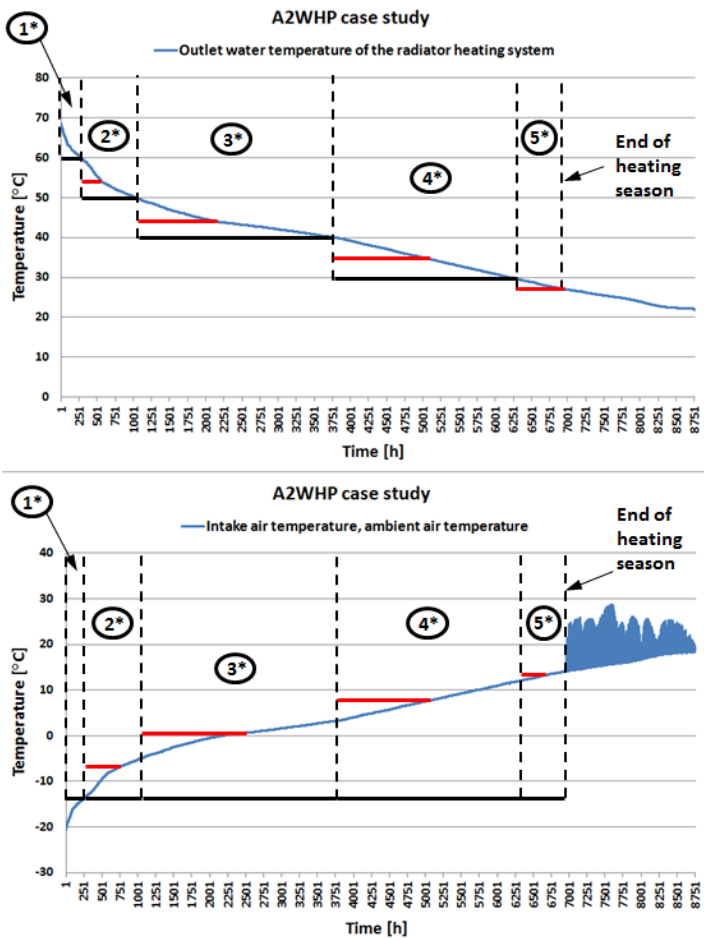 A2WHP case study
1*
Outlet water temperature of the radiator heating system
80
70
60
50
40
30
20
10
0
Temperature [°C]
2*
3*
4*
5*
End of
heating
season
1 251 501 751 1001 1251 1501 1751 2001 2251 2501 2751 3001 3251 3501 3751 4001 4251 4501 4751 5001 5251 5501 5751 6001 6251 6501 6751 7001 7251 7501 7751 8001 8251 8501 8751
Time [h]
A2WHP case study
1*
Intake air temperature, ambient air temperature
End of
heating
season
40
30
20
10
0
-10
-20
-30
Temperature [°C]
2*
3*
4*
5*
1 251 501 751 1001 1251 1501 1751 2001 2251 2501 2751 3001 3251 3501 3751 4001 4251 4501 4751 5001 5251 5501 5751 6001 6251 6501 6751 7001 7251 7501 7751 8001 8251 8501 8751
Time [h]